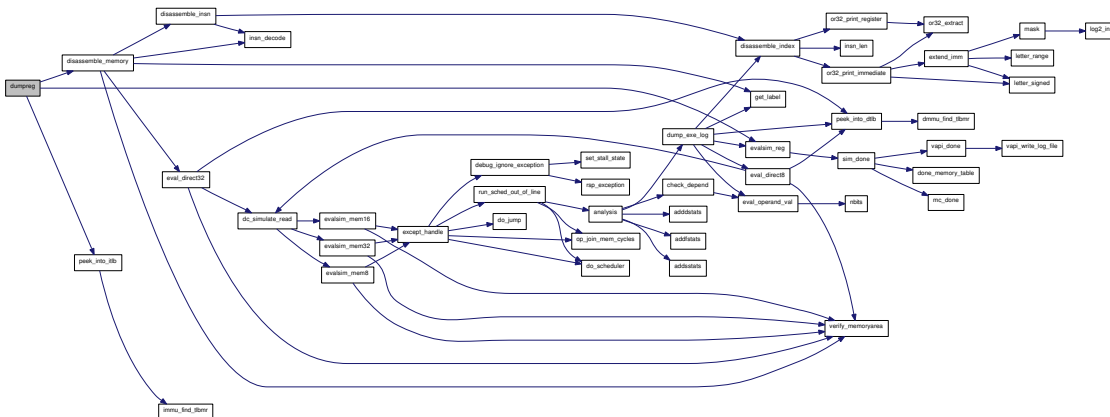 dumpreg
disassemble_memory
peek_into_itlb
disassemble_insn
insn_decode
eval_direct32
immu_find_tlbmr
dc_simulate_read
evalsim_mem16
evalsim_mem32
evalsim_mem8
except_handle
debug_ignore_exception
run_sched_out_of_line
do_jump
set_stall_state
rsp_exception
analysis
op_join_mem_cycles
do_scheduler
dump_exe_log
check_depend
adddstats
addfstats
addsstats
disassemble_index
get_label
evalsim_reg
eval_direct8
eval_operand_val
or32_print_register
insn_len
or32_print_immediate
peek_into_dtlb
sim_done
nbits
verify_memoryarea
or32_extract
extend_imm
dmmu_find_tlbmr
vapi_done
done_memory_table
mc_done
mask
letter_range
letter_signed
vapi_write_log_file